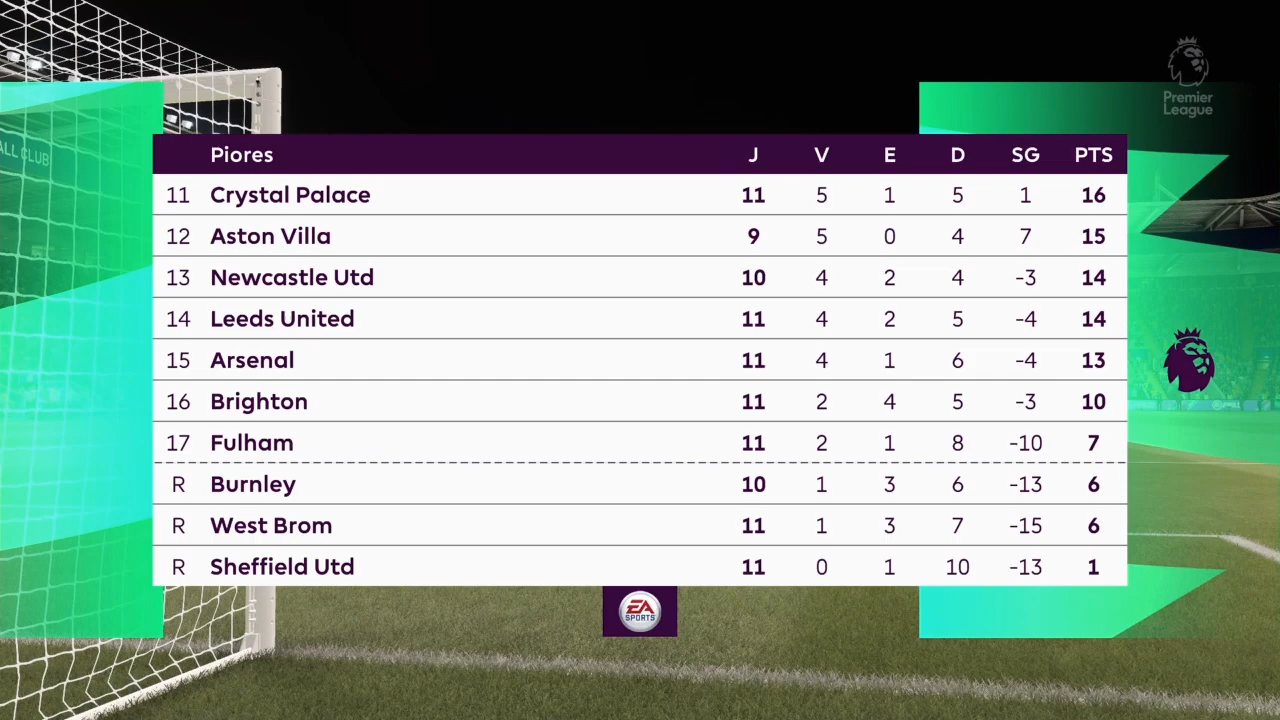 Premier
League
ALL CLUB
Piores J V E D SG PTS
11 Crystal Palace 11 5 1 5 1 16
12 Aston Villa 9 5 0 4 7 15
13 Newcastle Utd 10 4 2 4 -3 14
14 Leeds United 11 4 2 5 -4 14
15 Arsenal 11 4 1 6 -4 13
16 Brighton 11 2 4 5 -3 10
17 Fulham 11 2 1 8 -10 7
R Burnley 10 1 3 6 -13 6
R West Brom 11 1 3 7 -15 6
R Sheffield Utd 11 0 1 10 -13 1
EA
SPORTS